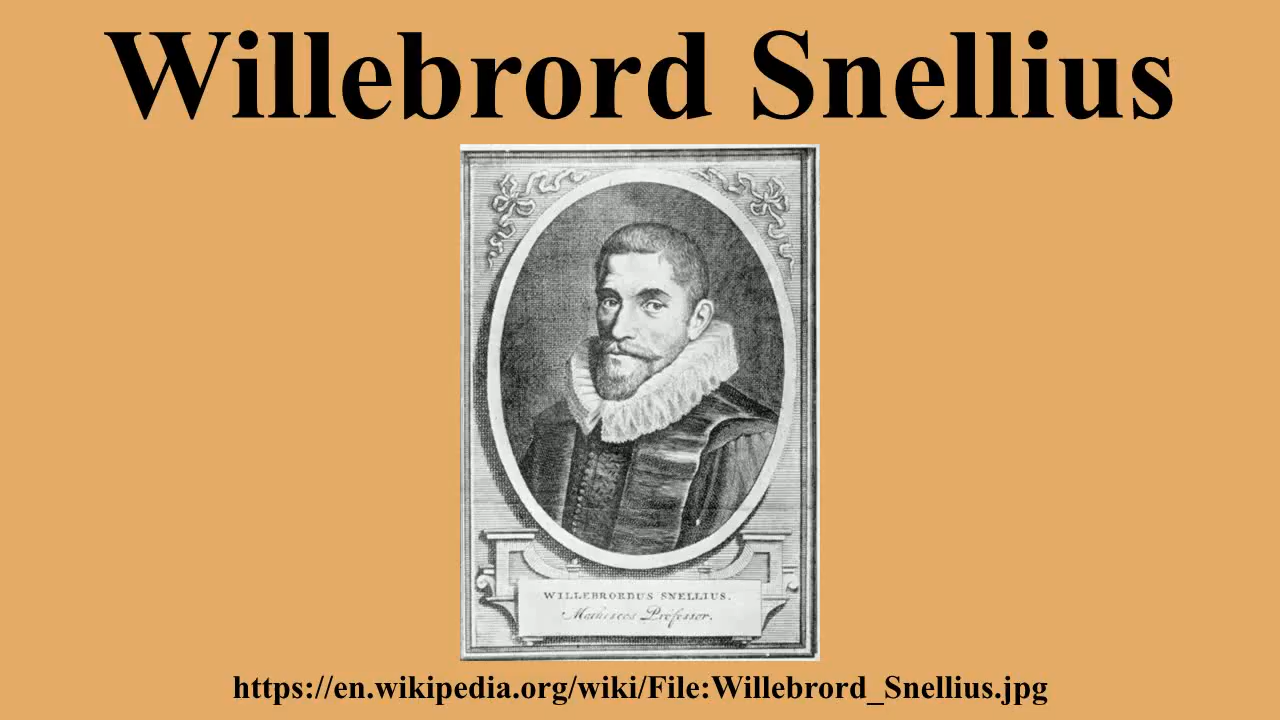 Willebrord Snellius
WILLEBRORDUS SNELLIUS.
Matheseos Professor.
https://en.wikipedia.org/wiki/File:Willebrord_Snellius.jpg